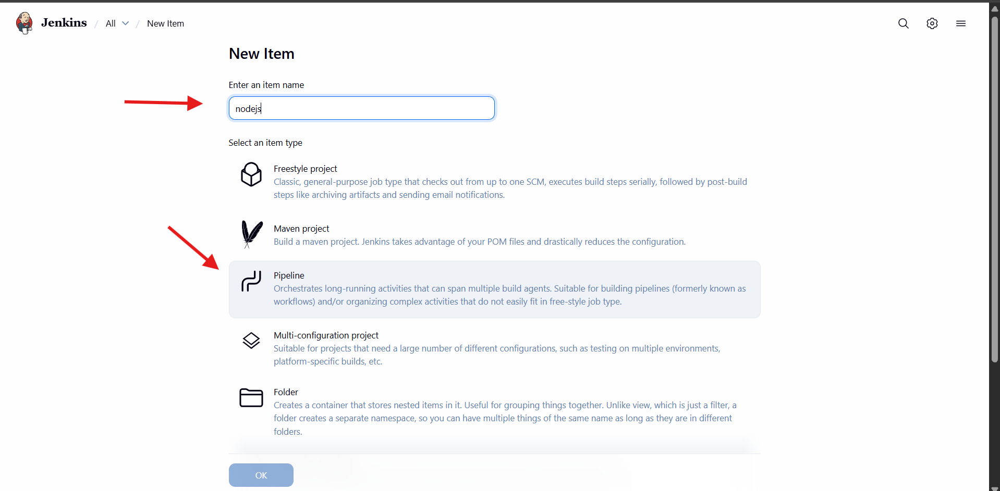 Jenkins / All / New Item
New Item
Enter an item name
nodejs
Select an item type
Freestyle project
Classic, general-purpose job type that checks out from up to one SCM, executes build steps serially, followed by post-build
steps like archiving artifacts and sending email notifications.
Maven project
Build a maven project. Jenkins takes advantage of your POM files and drastically reduces the configuration.
Pipeline
Orchestrates long-running activities that can span multiple build agents. Suitable for building pipelines (formerly known as
workflows) and/or organizing complex activities that do not easily fit in free-style job type.
Multi-configuration project
Suitable for projects that need a large number of different configurations, such as testing on multiple environments,
platform-specific builds, etc.
Folder
Creates a container that stores nested items in it. Useful for grouping things together. Unlike view, which is just a filter, a
folder creates a separate namespace, so you can have multiple things of the same name as long as they are in different
folders.
OK